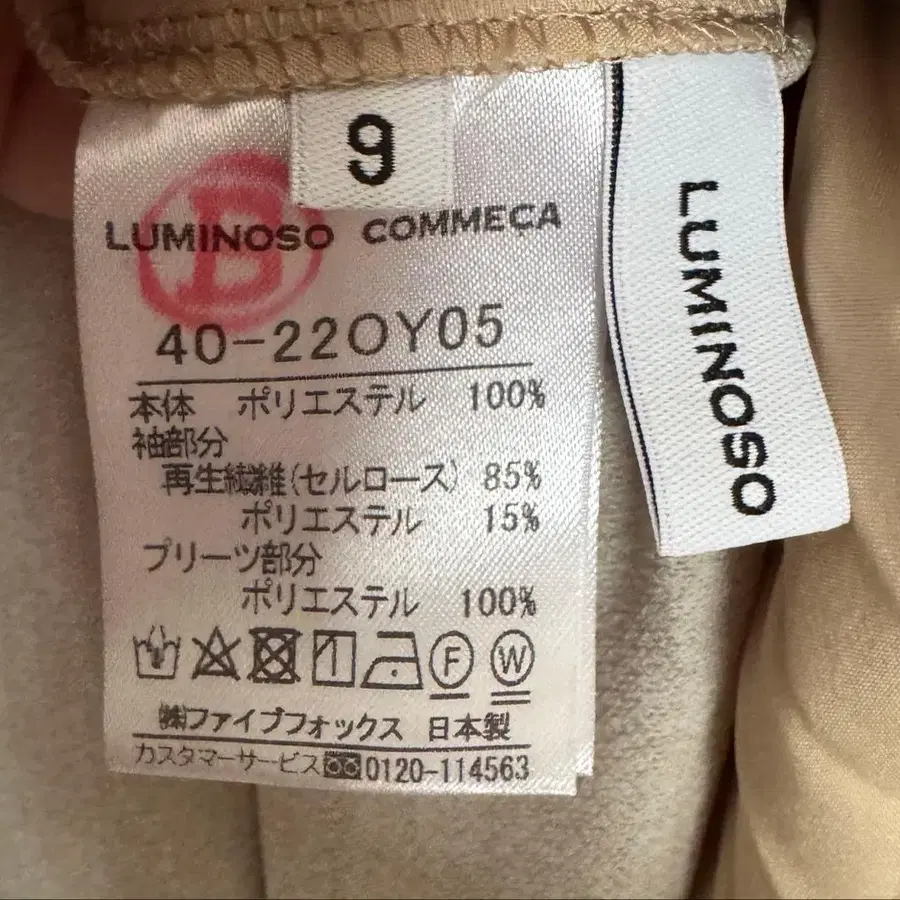 9
LUMINOSO COMMECA
B
40-22OY05
本体 ポリエステル 100%
袖部分
再生繊維(セルロース) 85%
ポリエステル 15%
プリーツ部分
ポリエステル 100%
1 F W
㈱ファイブフォックス 日本製
カスタマーサービス 0120-114563
LUMINOSO